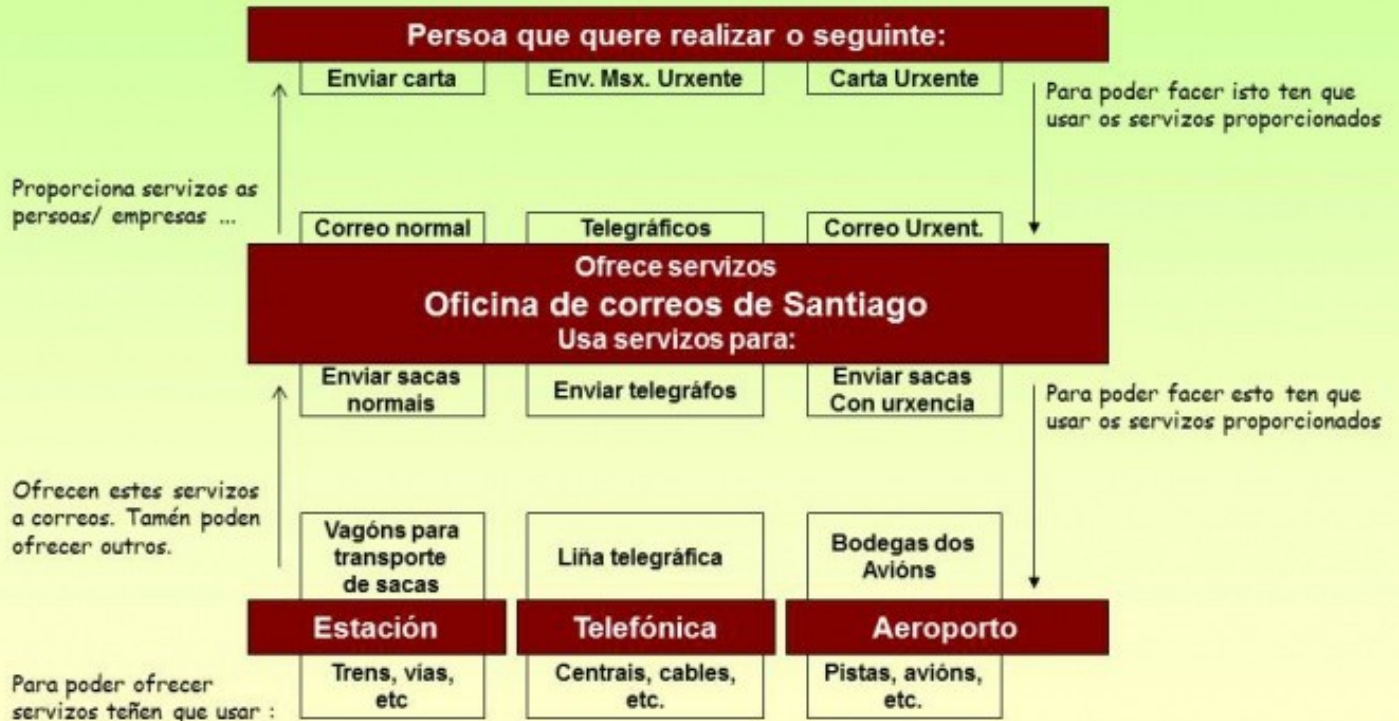 Persoa que quere realizar o seguinte:
Enviar carta
Env. Msx. Urxente
Carta Urxente
Para poder facer isto ten que
usar os servizos proporcionados
Proporciona servizos as
persoas/ empresas ...
Correo normal
Telegráficos
Correo Urxent.
Ofrece servizos
Oficina de correos de Santiago
Usa servizos para:
Enviar sacas
normais
Enviar telegráfos
Enviar sacas
Con urxencia
Para poder facer esto ten que
usar os servizos proporcionados
Ofrecen estes servizos
a correos. Tamén poden
ofrecer outros.
Vagóns para
transporte
de sacas
Liña telegráfica
Bodegas dos
Avións
Estación
Telefónica
Aeroporto
Para poder ofrecer
servizos teñen que usar :
Trens, vías,
etc
Centrais, cables,
etc.
Pistas, avións,
etc.